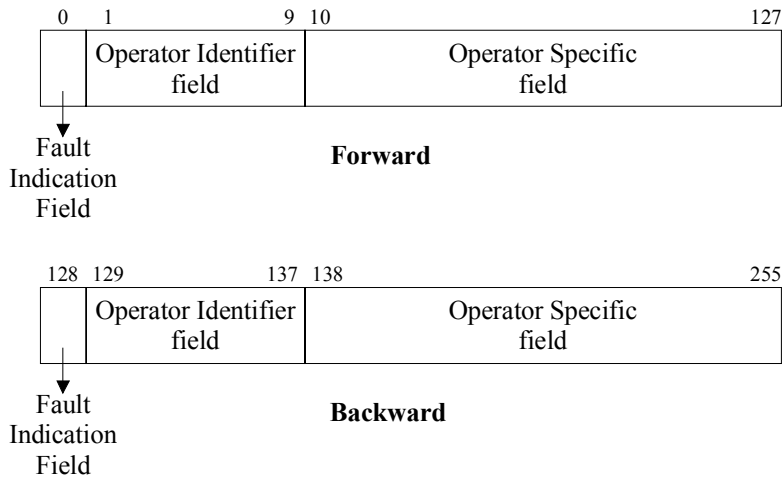 0 1 9 10 127
Operator Identifier field
Operator Specific field
Fault Indication Field
Forward
128 129 137 138 255
Operator Identifier field
Operator Specific field
Fault Indication Field
Backward